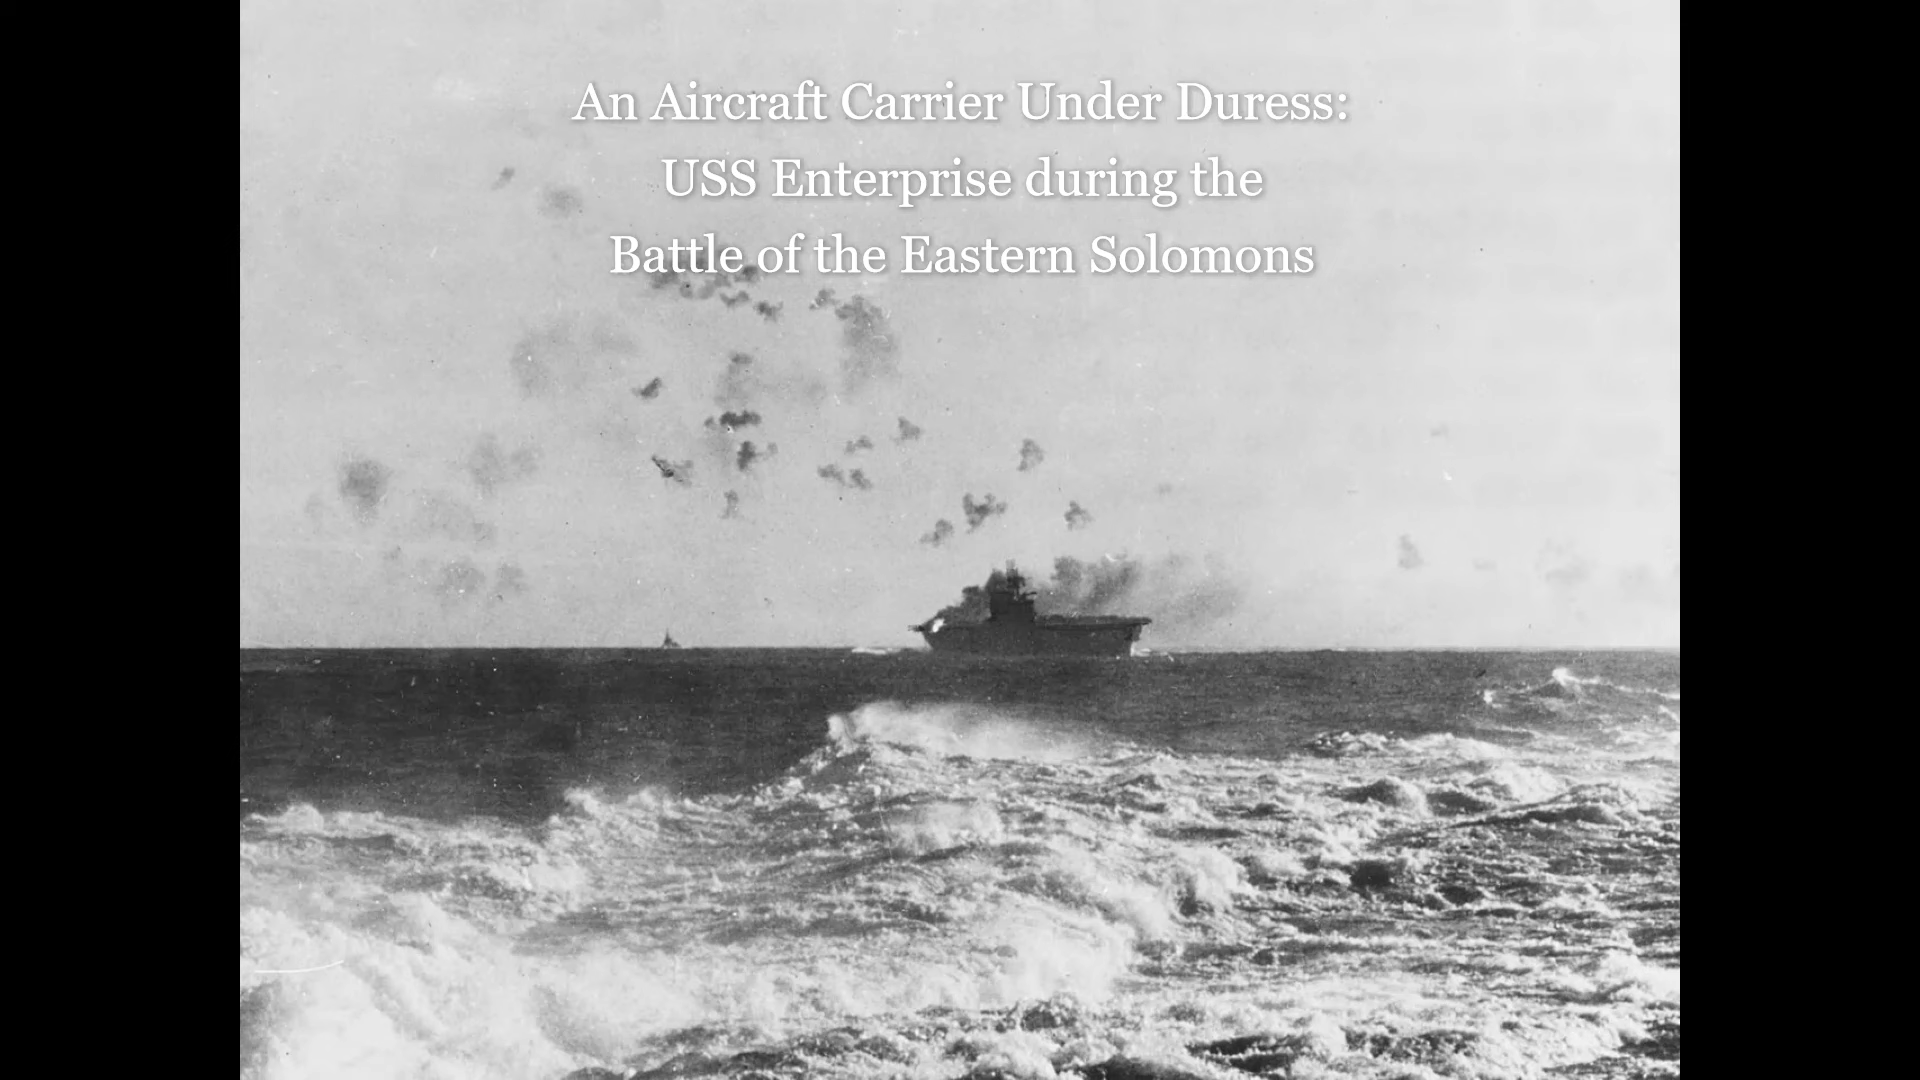 An Aircraft Carrier Under Duress:
USS Enterprise during the
Battle of the Eastern Solomons